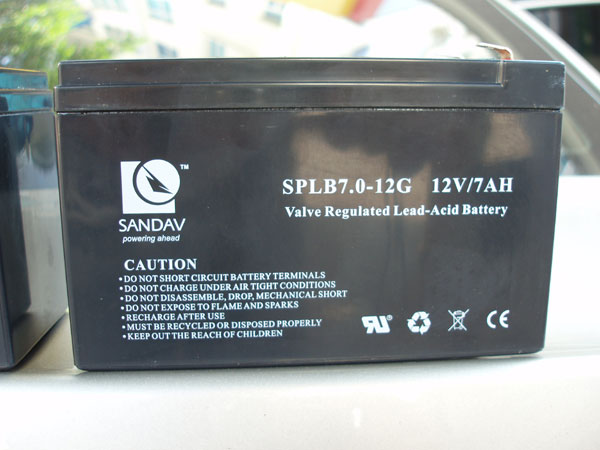 TM
SANDAV
powering ahead
SPLB7.0-12G 12V/7AH
Valve Regulated Lead-Acid Battery
CAUTION
• DO NOT SHORT CIRCUIT BATTERY TERMINALS
• DO NOT CHARGE UNDER AIR TIGHT CONDITIONS
• DO NOT DISASSEMBLE, DROP, MECHANICAL SHORT
• DO NOT EXPOSE TO FLAME AND SPARKS
• RECHARGE AFTER USE
• MUST BE RECYCLED OR DISPOSED PROPERLY
• KEEP OUT THE REACH OF CHILDREN
CE